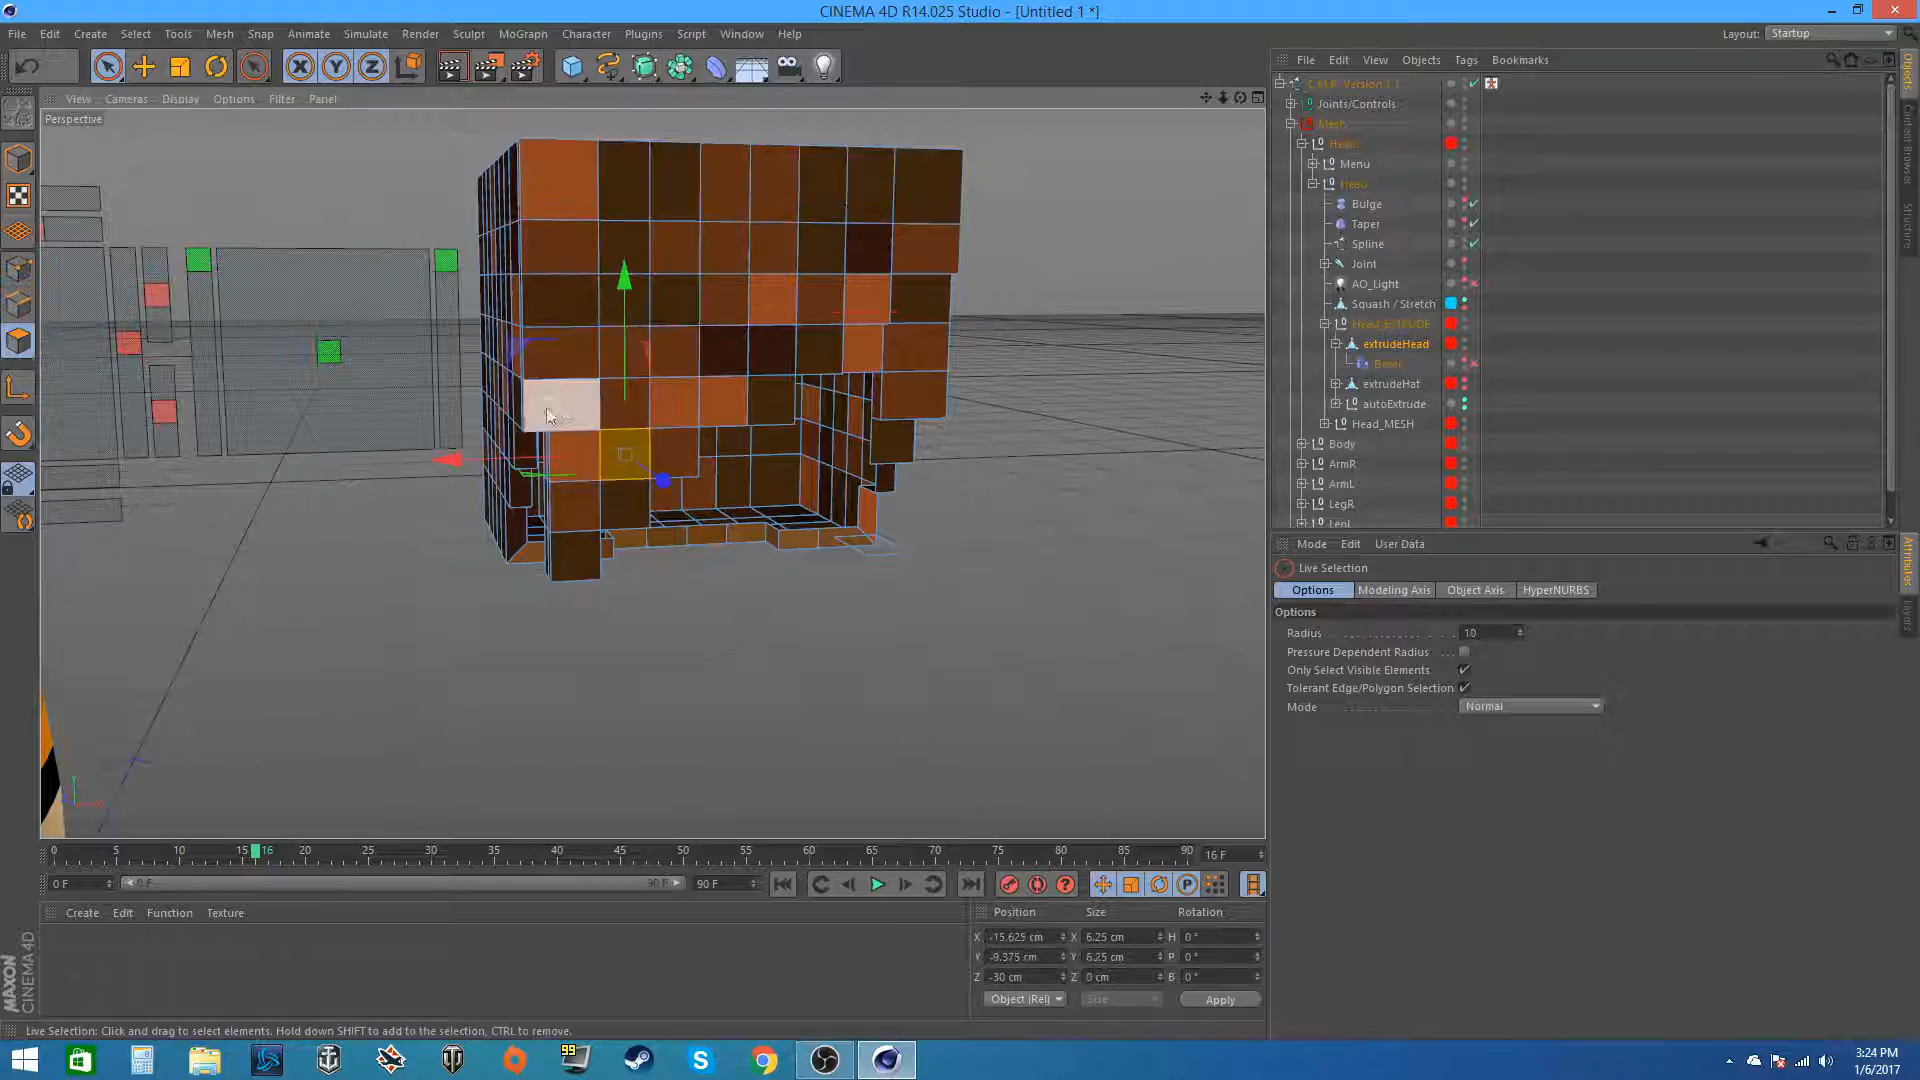 CINEMA 4D R14.025 Studio - [Untitled 1 *]
File Edit Create Select Tools Mesh Snap Animate Simulate Render Sculpt MoGraph Character Plugins Script Window Help
Layout: Startup
File Edit View Objects Tags Bookmarks
View Cameras Display Options Filter Panel
Perspective
Joints/Controls
Mesh
Head
Menu
Head
Bulge
Taper
Spline
Joint
AO_Light
Squash / Stretch
Head_EXTRUDE
extrudeHead
extrudeHat
autoExtrude
Head_MESH
Body
ArmR
ArmL
LegR
LegL
Objects
Content Browser
Structure
Mode Edit User Data
Live Selection
Options Modeling Axis Object Axis HyperNURBS
Options
Radius 10
Pressure Dependent Radius
Only Select Visible Elements
Tolerant Edge/Polygon Selection
Mode Normal
Attributes
Layers
0 5 10 15 16 20 25 30 35 40 45 50 55 60 65 70 75 80 85 90 16 F
0 F 0 F 90 F 90 F
Create Edit Function Texture
Position Size Rotation
X -15.625 cm X 6.25 cm H 0 °
Y -9.375 cm Y 6.25 cm P 0 °
Z -30 cm Z 0 cm B 0 °
Object (Rel) Size Apply
MAXON
CINEMA 4D
Live Selection: Click and drag to select elements. Hold down SHIFT to add to the selection, CTRL to remove.
99
3:24 PM
1/6/2017